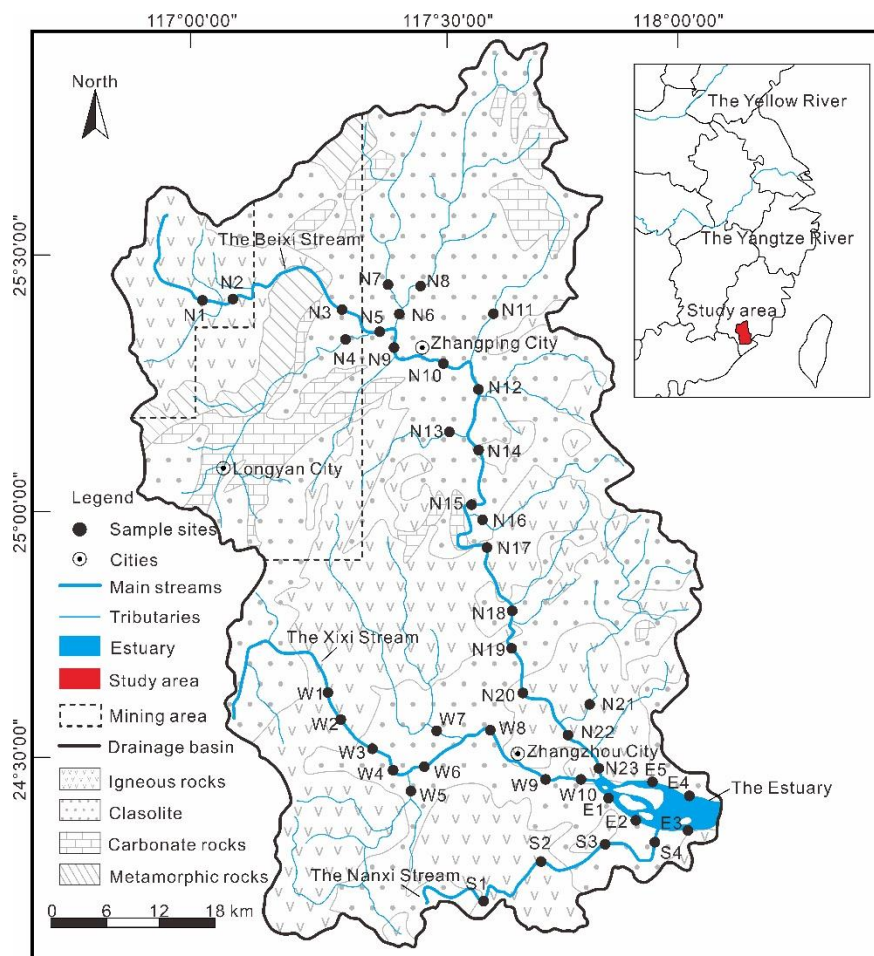 117°00'00"
117°30'00"
118°00'00"
North
The Yellow River
The Yangtze River
Study area
25°30'00"
25°00'00"
24°30'00"
The Beixi Stream
N1
N2
N3
N4
N5
N6
N7
N8
N9
N10
N11
Zhangping City
N12
N13
N14
Longyan City
N15
N16
N17
N18
N19
N20
N21
N22
N23
The Xixi Stream
W1
W2
W3
W4
W5
W6
W7
W8
W9
W10
Zhangzhou City
E1
E2
E3
E4
E5
The Estuary
The Nanxi Stream
S1
S2
S3
S4
Legend
Sample sites
Cities
Main streams
Tributaries
Estuary
Study area
Mining area
Drainage basin
Igneous rocks
Clasolite
Carbonate rocks
Metamorphic rocks
0 6 12 18 km